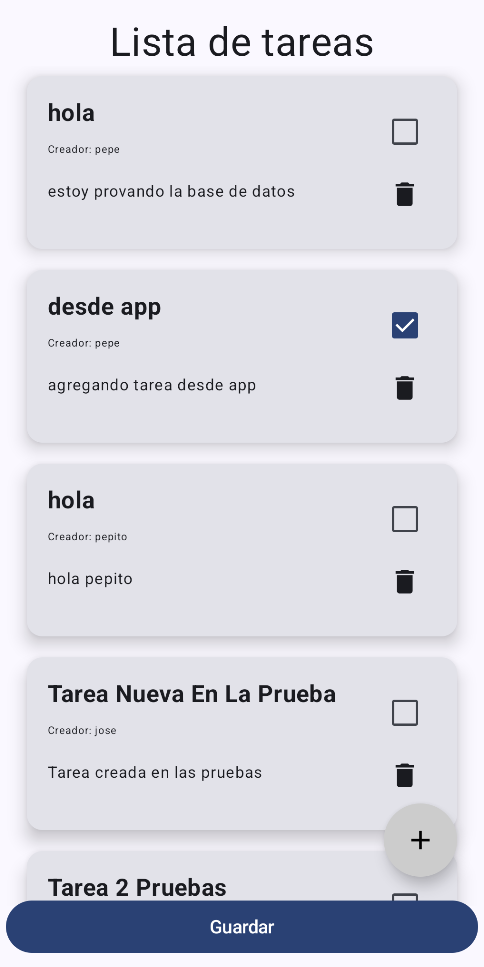 Lista de tareas
hola
Creador: pepe
estoy provando la base de datos
desde app
Creador: pepe
agregando tarea desde app
hola
Creador: pepito
hola pepito
Tarea Nueva En La Prueba
Creador: jose
Tarea creada en las pruebas
+
Tarea 2 Pruebas
Guardar